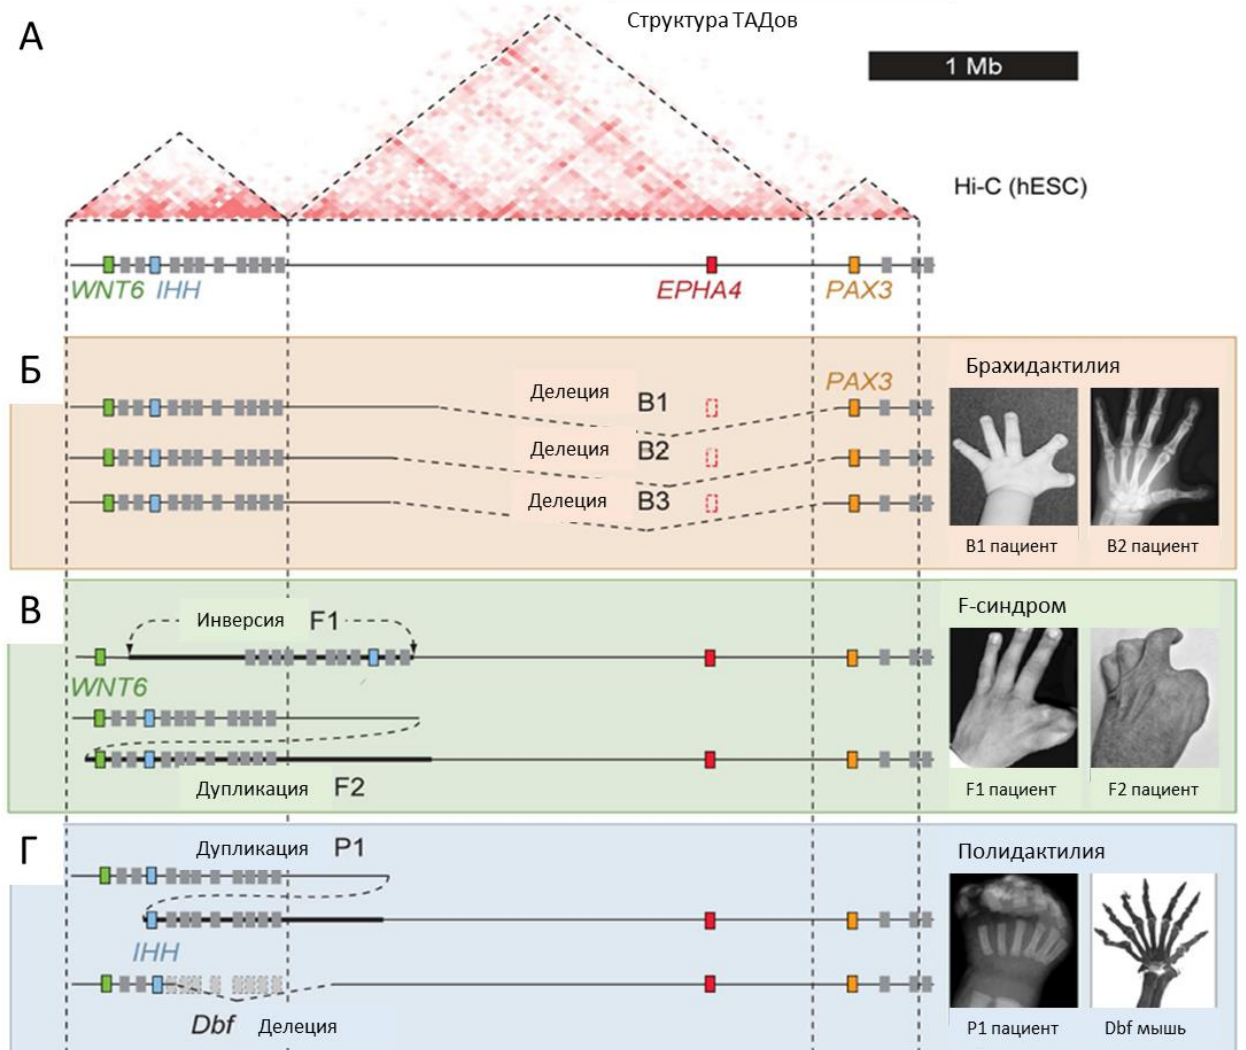 А
Структура ТАДов
1 Mb
Hi-C (hESC)
WNT6 IHH EPHA4 PAX3
Б
PAX3
Брахидактилия
Делеция B1
Делеция B2
Делеция B3
B1 пациент B2 пациент
В
F-синдром
Инверсия F1
WNT6
Дупликация F2
F1 пациент F2 пациент
Г
Дупликация P1
Полидактилия
IHH
Dbf Делеция
P1 пациент Dbf мышь